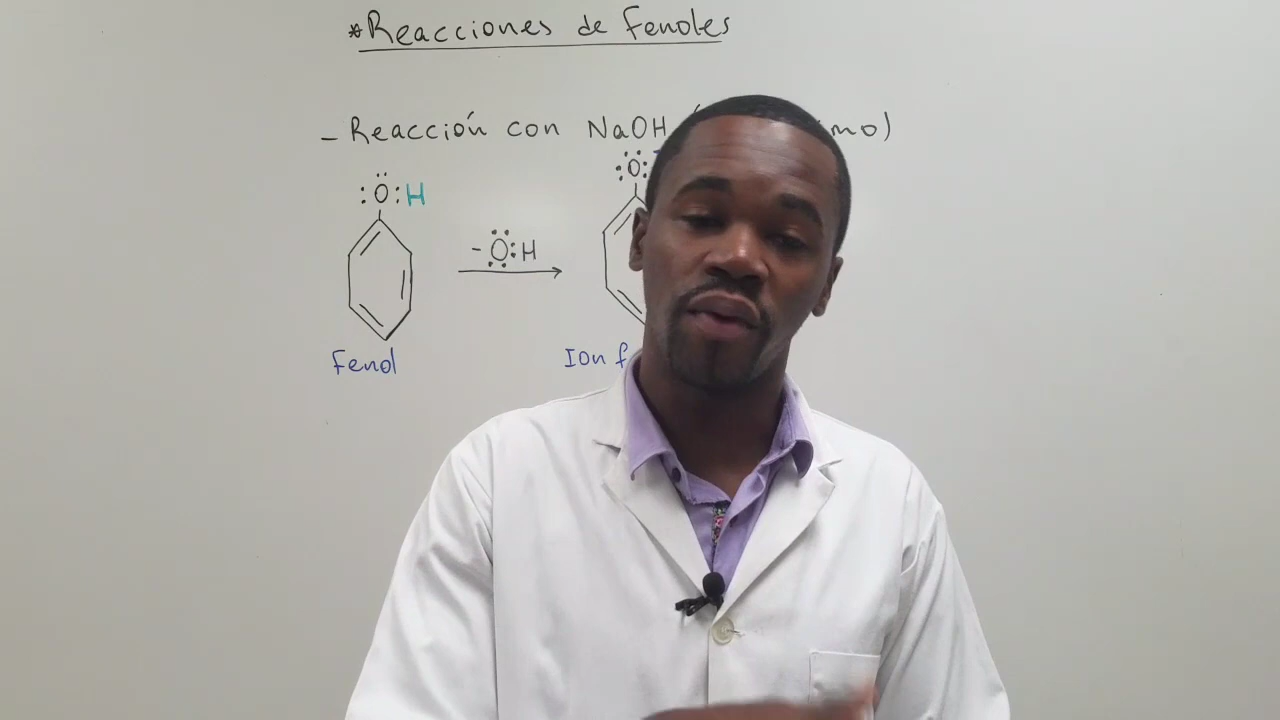 *Reacciones de Fenoles
- Reacción con NaOH
:Ö:H
:Ö:
-Ö:H
Fenol
Ion